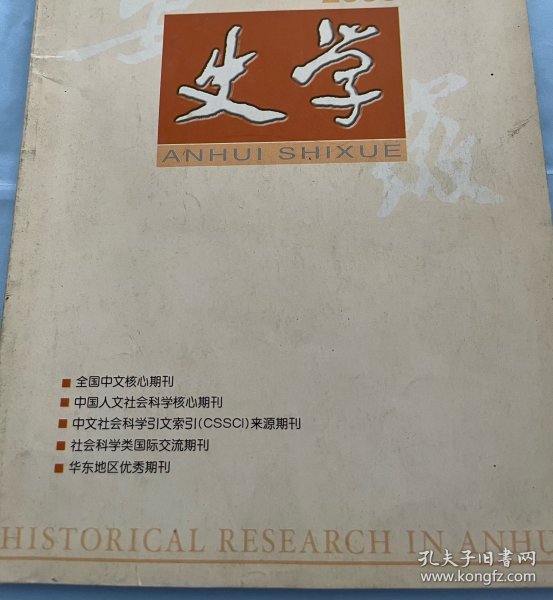 安
徽
史学
ANHUI SHIXUE
■ 全国中文核心期刊
■ 中国人文社会科学核心期刊
■ 中文社会科学引文索引(CSSCI)来源期刊
■ 社会科学类国际交流期刊
■ 华东地区优秀期刊
HISTORICAL RESEARCH IN ANHU
孔夫子旧书网
www.kongfz.com